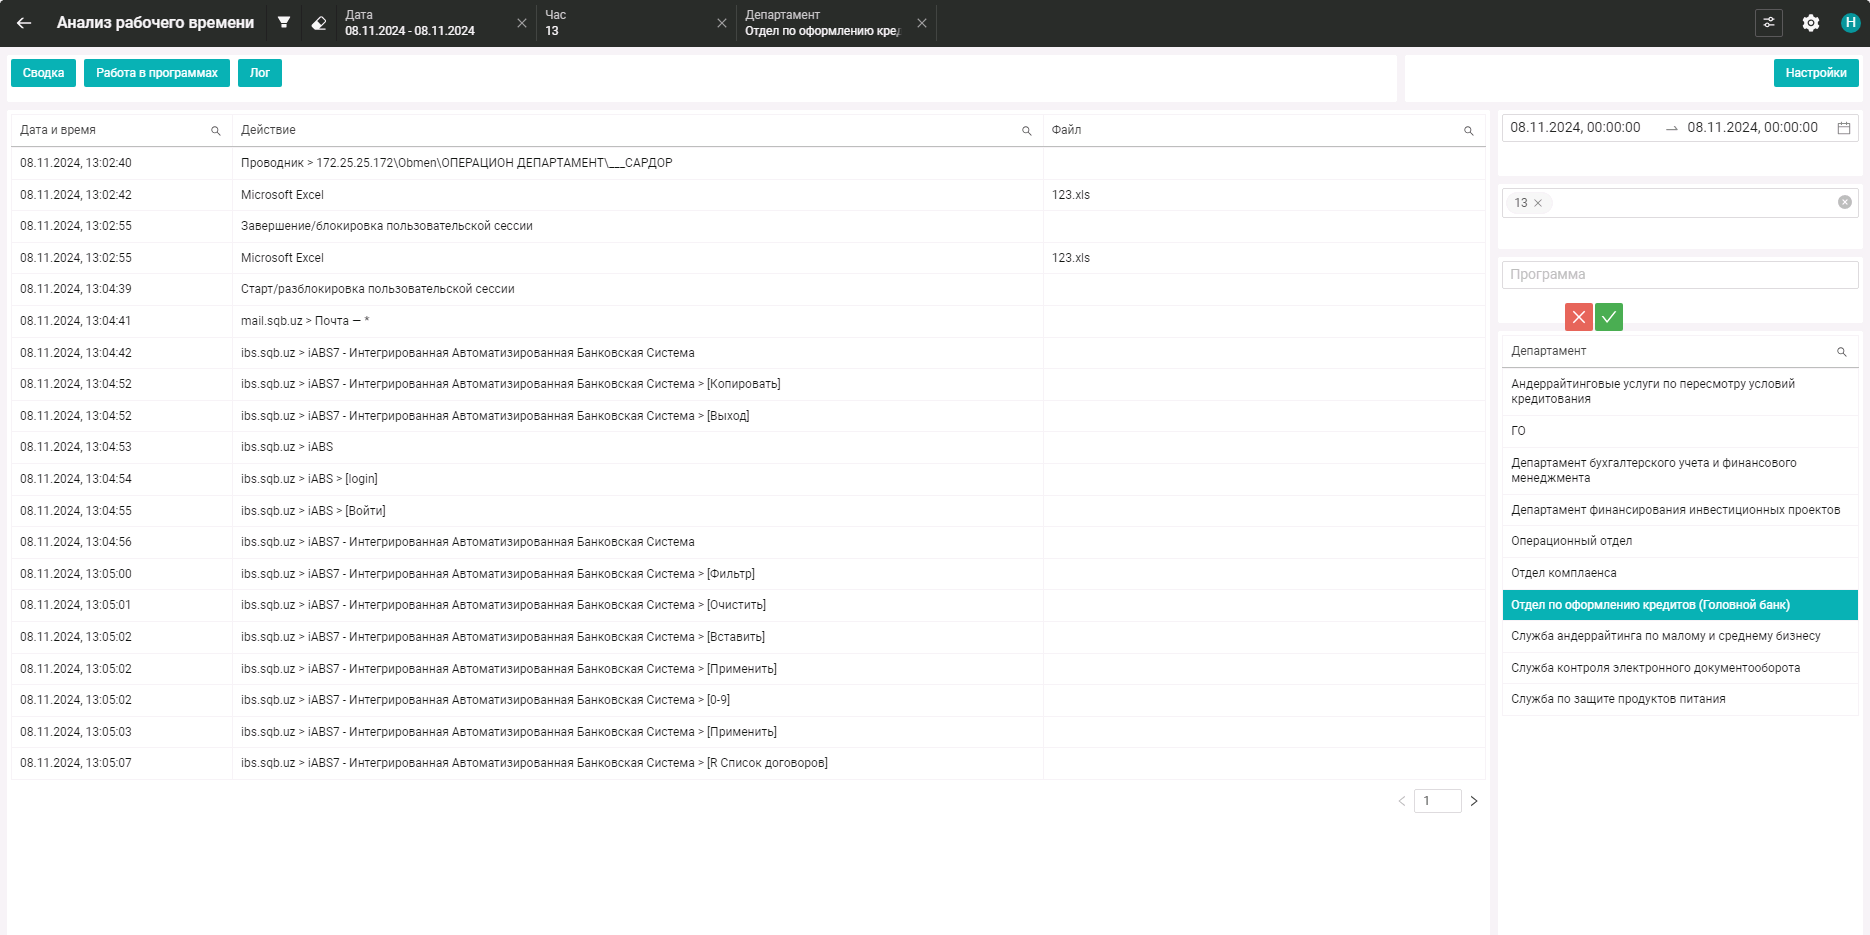 Анализ рабочего времени
Дата
08.11.2024 - 08.11.2024
Час
13
Департамент
Отдел по оформлению
Н
Сводка
Работа в программах
Лог
Настройки
Дата и время Действие Файл
08.11.2024, 13:02:40 Проводник > 172.25.25.172\Obmen\ОПЕРАЦИОН ДЕПАРТАМЕНТ\___САРДОР
08.11.2024, 13:02:42 Microsoft Excel 123.xls
08.11.2024, 13:02:55 Завершение/блокировка пользовательской сессии
08.11.2024, 13:02:55 Microsoft Excel 123.xls
08.11.2024, 13:04:39 Старт/разблокировка пользовательской сессии
08.11.2024, 13:04:41 mail.sqb.uz > Почта — *
08.11.2024, 13:04:42 ibs.sqb.uz > iABS7 - Интегрированная Автоматизированная Банковская Система
08.11.2024, 13:04:52 ibs.sqb.uz > iABS7 - Интегрированная Автоматизированная Банковская Система > [Копировать]
08.11.2024, 13:04:52 ibs.sqb.uz > iABS7 - Интегрированная Автоматизированная Банковская Система > [Выход]
08.11.2024, 13:04:53 ibs.sqb.uz > iABS
08.11.2024, 13:04:54 ibs.sqb.uz > iABS > [login]
08.11.2024, 13:04:55 ibs.sqb.uz > iABS > [Войти]
08.11.2024, 13:04:56 ibs.sqb.uz > iABS7 - Интегрированная Автоматизированная Банковская Система
08.11.2024, 13:05:00 ibs.sqb.uz > iABS7 - Интегрированная Автоматизированная Банковская Система > [Фильтр]
08.11.2024, 13:05:01 ibs.sqb.uz > iABS7 - Интегрированная Автоматизированная Банковская Система > [Очистить]
08.11.2024, 13:05:02 ibs.sqb.uz > iABS7 - Интегрированная Автоматизированная Банковская Система > [Вставить]
08.11.2024, 13:05:02 ibs.sqb.uz > iABS7 - Интегрированная Автоматизированная Банковская Система > [Применить]
08.11.2024, 13:05:02 ibs.sqb.uz > iABS7 - Интегрированная Автоматизированная Банковская Система > [0-9]
08.11.2024, 13:05:03 ibs.sqb.uz > iABS7 - Интегрированная Автоматизированная Банковская Система > [Применить]
08.11.2024, 13:05:07 ibs.sqb.uz > iABS7 - Интегрированная Автоматизированная Банковская Система > [R Список договоров]
1
08.11.2024, 00:00:00 08.11.2024, 00:00:00
13
Программа
Департамент
Андеррайтинговые услуги по пересмотру условий
кредитования
ГО
Департамент бухгалтерского учета и финансового
менеджмента
Департамент финансирования инвестиционных проектов
Операционный отдел
Отдел комплаенса
Отдел по оформлению кредитов (Головной банк)
Служба андеррайтинга по малому и среднему бизнесу
Служба контроля электронного документооборота
Служба по защите продуктов питания